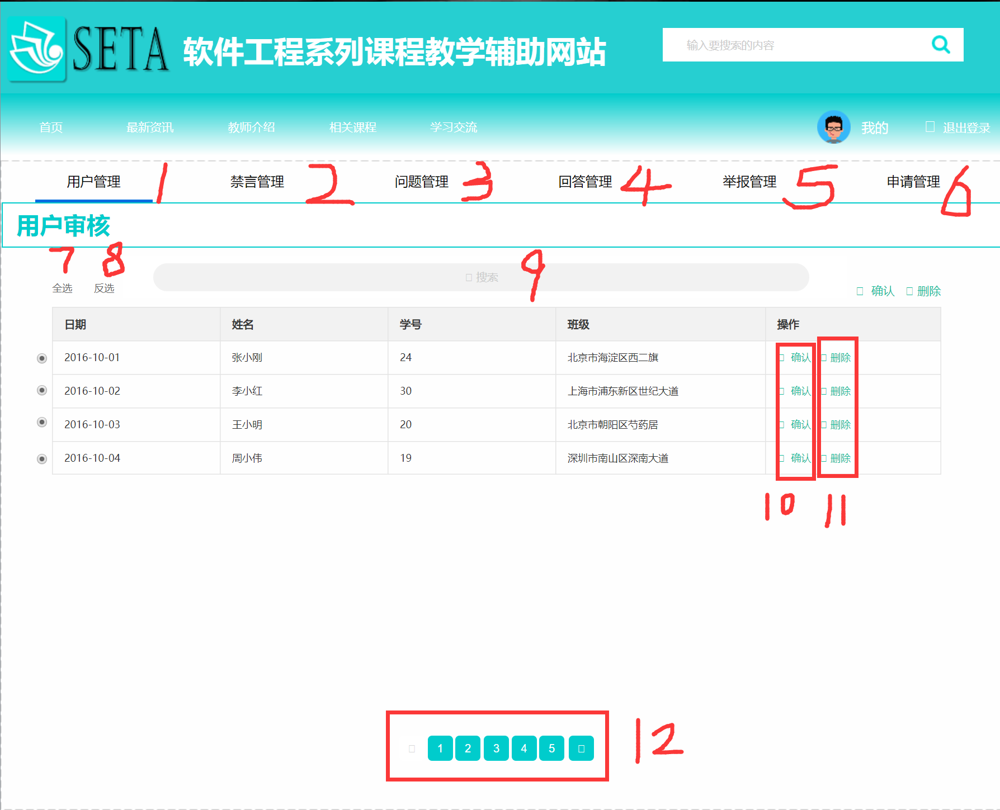 SETA 软件工程系列课程教学辅助网站 输入要搜索的内容
首页 最新资讯 教师介绍 相关课程 学习交流 我的 退出登录
用户管理 1 禁言管理 2 问题管理 3 回答管理 4 举报管理 5 申请管理 6
用户审核
7 8 9
全选 反选 搜索 确认 删除
日期 姓名 学号 班级 操作
2016-10-01 张小刚 24 北京市海淀区西二旗 确认 删除
2016-10-02 李小红 30 上海市浦东新区世纪大道 确认 删除
2016-10-03 王小明 20 北京市朝阳区芍药居 确认 删除
2016-10-04 周小伟 19 深圳市南山区深南大道 确认 删除
10 11
1 2 3 4 5 12